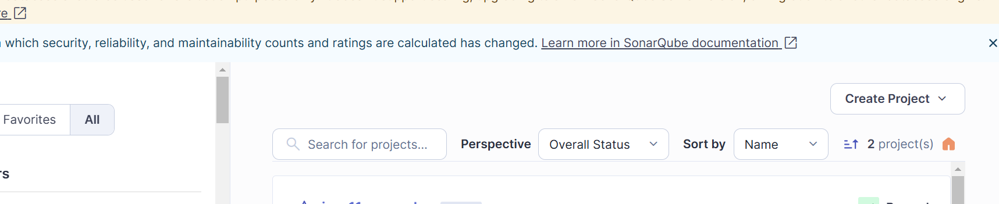 re
which security, reliability, and maintainability counts and ratings are calculated has changed. Learn more in SonarQube documentation
Create Project
Favorites
All
Search for projects...
Perspective
Overall Status
Sort by
Name
2 project(s)
rs